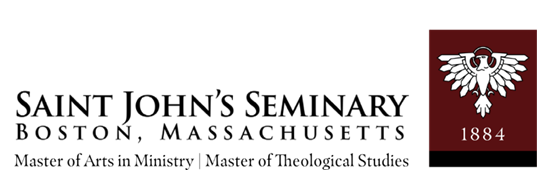 SAINT JOHN'S SEMINARY
BOSTON, MASSACHUSETTS
Master of Arts in Ministry | Master of Theological Studies
1884